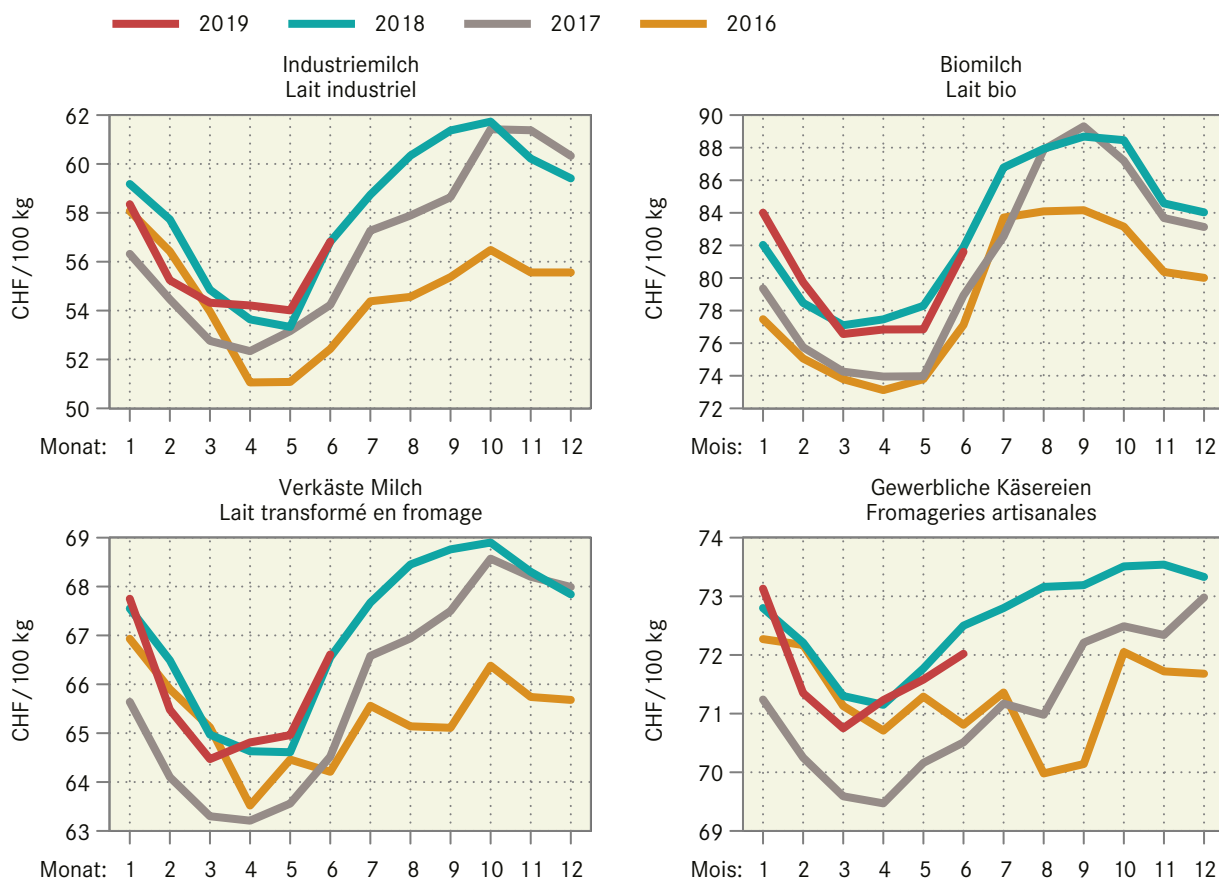 2019 2018 2017 2016
Industriemilch
Lait industriel
CHF / 100 kg
62
60
58
56
54
52
50
Monat: 1 2 3 4 5 6 7 8 9 10 11 12
Biomilch
Lait bio
CHF / 100 kg
90
88
86
84
82
80
78
76
74
72
Mois: 1 2 3 4 5 6 7 8 9 10 11 12
Verkäste Milch
Lait transformé en fromage
CHF / 100 kg
69
68
67
66
65
64
63
Monat: 1 2 3 4 5 6 7 8 9 10 11 12
Gewerbliche Käsereien
Fromageries artisanales
CHF / 100 kg
74
73
72
71
70
69
Mois: 1 2 3 4 5 6 7 8 9 10 11 12